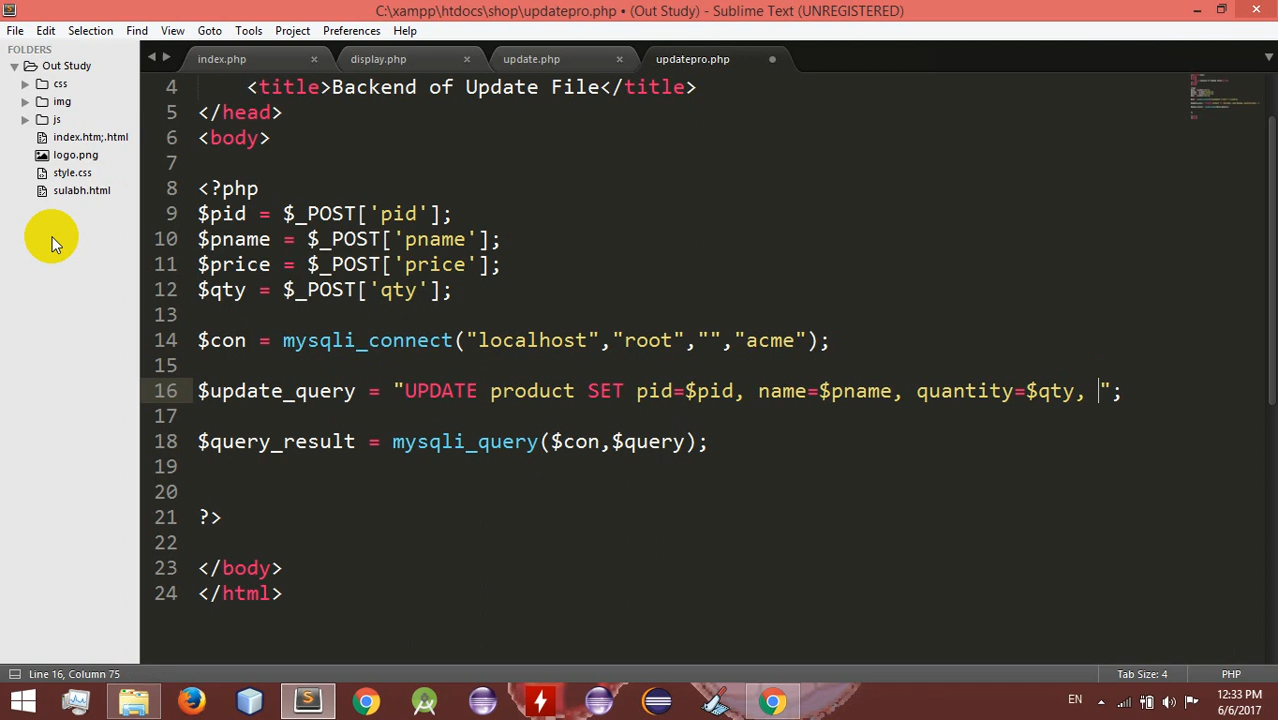 C:\xampp\htdocs\shop\updatepro.php • (Out Study) - Sublime Text (UNREGISTERED)
File Edit Selection Find View Goto Tools Project Preferences Help
FOLDERS
Out Study
css
img
js
index.htm;.html
logo.png
style.css
sulabh.html
index.php display.php update.php updatepro.php
4 <title>Backend of Update File</title>
5 </head>
6 <body>
7
8 <?php
9 $pid = $_POST['pid'];
10 $pname = $_POST['pname'];
11 $price = $_POST['price'];
12 $qty = $_POST['qty'];
13
14 $con = mysqli_connect("localhost","root","","acme");
15
16 $update_query = "UPDATE product SET pid=$pid, name=$pname, quantity=$qty, ";
17
18 $query_result = mysqli_query($con,$query);
19
20
21 ?>
22
23 </body>
24 </html>
Line 16, Column 75
Tab Size: 4
PHP
EN
12:33 PM
6/6/2017